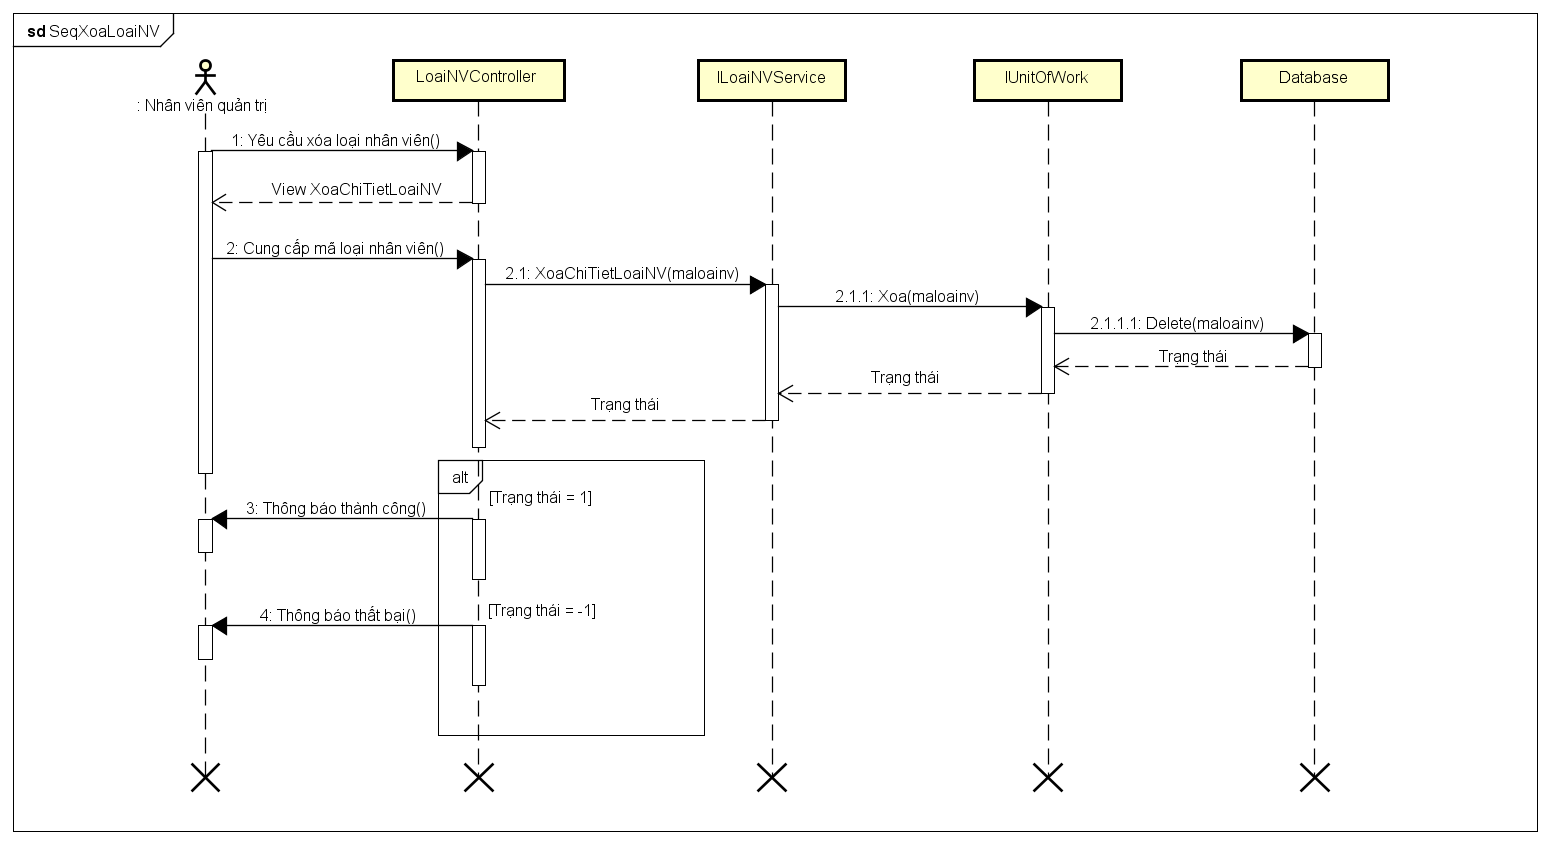 sd SeqXoaLoaiNV
LoaiNVController
ILoaiNVService
IUnitOfWork
Database
: Nhân viên quản trị
1: Yêu cầu xóa loại nhân viên()
View XoaChiTietLoaiNV
2: Cung cấp mã loại nhân viên()
2.1: XoaChiTietLoaiNV(maloainv)
2.1.1: Xoa(maloainv)
2.1.1.1: Delete(maloainv)
Trạng thái
Trạng thái
Trạng thái
alt
[Trạng thái = 1]
3: Thông báo thành công()
[Trạng thái = -1]
4: Thông báo thất bại()